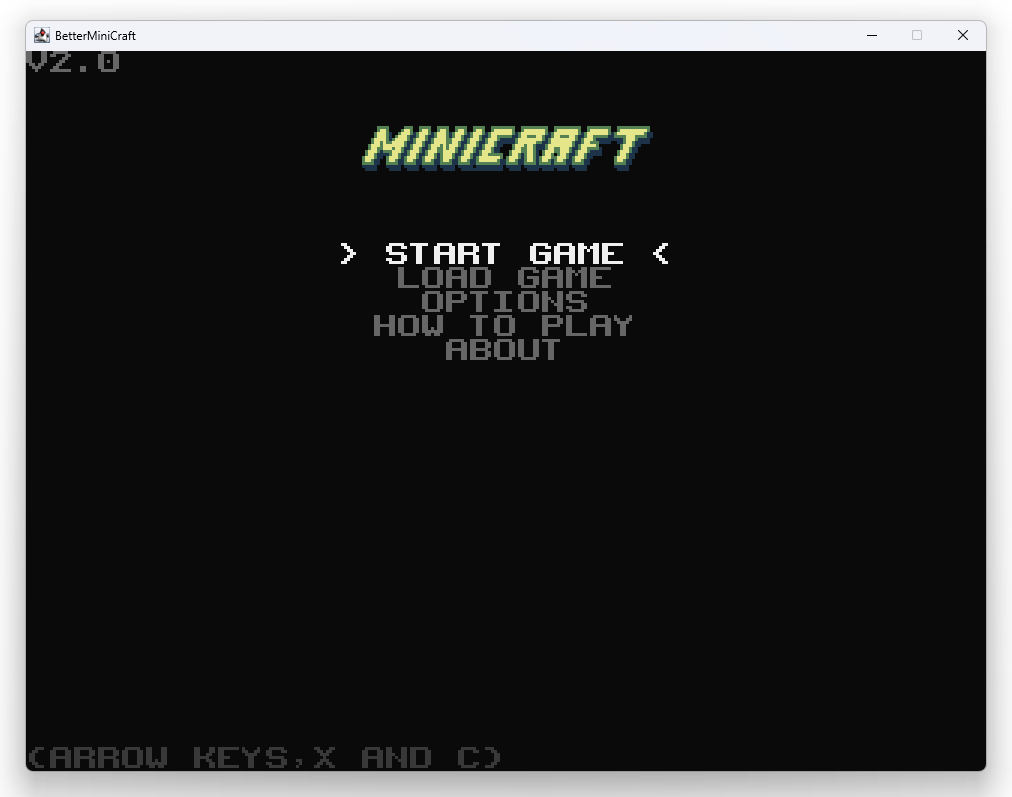 BetterMiniCraft
V2.0
MINICRAFT
> START GAME <
LOAD GAME
OPTIONS
HOW TO PLAY
ABOUT
(ARROW KEYS,X AND C)